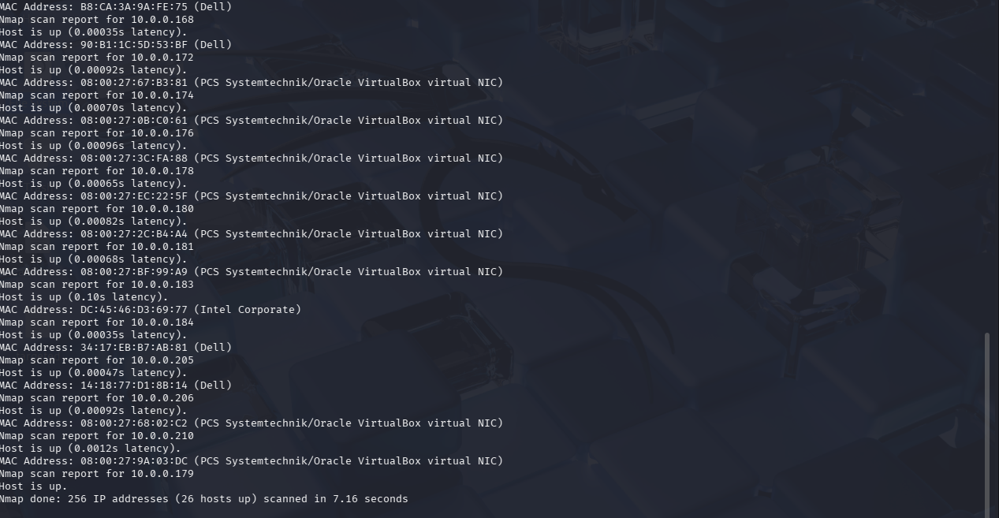 MAC Address: B8:CA:3A:9A:FE:75 (Dell)
Nmap scan report for 10.0.0.168
Host is up (0.00035s latency).
MAC Address: 90:B1:1C:5D:53:BF (Dell)
Nmap scan report for 10.0.0.172
Host is up (0.00092s latency).
MAC Address: 08:00:27:67:B3:81 (PCS Systemtechnik/Oracle VirtualBox virtual NIC)
Nmap scan report for 10.0.0.174
Host is up (0.00070s latency).
MAC Address: 08:00:27:0B:C0:61 (PCS Systemtechnik/Oracle VirtualBox virtual NIC)
Nmap scan report for 10.0.0.176
Host is up (0.00096s latency).
MAC Address: 08:00:27:3C:FA:88 (PCS Systemtechnik/Oracle VirtualBox virtual NIC)
Nmap scan report for 10.0.0.178
Host is up (0.00065s latency).
MAC Address: 08:00:27:EC:22:5F (PCS Systemtechnik/Oracle VirtualBox virtual NIC)
Nmap scan report for 10.0.0.180
Host is up (0.00082s latency).
MAC Address: 08:00:27:2C:B4:A4 (PCS Systemtechnik/Oracle VirtualBox virtual NIC)
Nmap scan report for 10.0.0.181
Host is up (0.00068s latency).
MAC Address: 08:00:27:BF:99:A9 (PCS Systemtechnik/Oracle VirtualBox virtual NIC)
Nmap scan report for 10.0.0.183
Host is up (0.10s latency).
MAC Address: DC:45:46:D3:69:77 (Intel Corporate)
Nmap scan report for 10.0.0.184
Host is up (0.00035s latency).
MAC Address: 34:17:EB:B7:AB:81 (Dell)
Nmap scan report for 10.0.0.205
Host is up (0.00047s latency).
MAC Address: 14:18:77:D1:8B:14 (Dell)
Nmap scan report for 10.0.0.206
Host is up (0.00092s latency).
MAC Address: 08:00:27:68:02:C2 (PCS Systemtechnik/Oracle VirtualBox virtual NIC)
Nmap scan report for 10.0.0.210
Host is up (0.0012s latency).
MAC Address: 08:00:27:9A:03:DC (PCS Systemtechnik/Oracle VirtualBox virtual NIC)
Nmap scan report for 10.0.0.179
Host is up.
Nmap done: 256 IP addresses (26 hosts up) scanned in 7.16 seconds